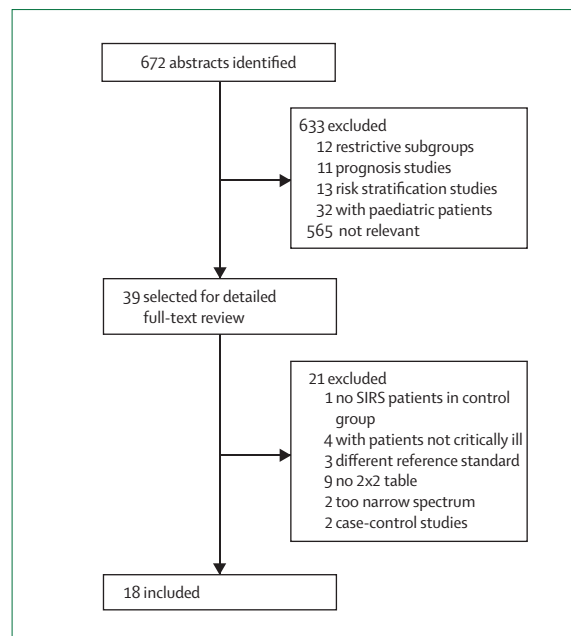 672 abstracts identified
633 excluded
12 restrictive subgroups
11 prognosis studies
13 risk stratification studies
32 with paediatric patients
565 not relevant
39 selected for detailed
full-text review
21 excluded
1 no SIRS patients in control
group
4 with patients not critically ill
3 different reference standard
9 no 2x2 table
2 too narrow spectrum
2 case-control studies
18 included